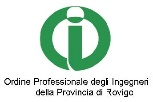 Ordine Professionale degli Ingegneri
della Provincia di Rovigo